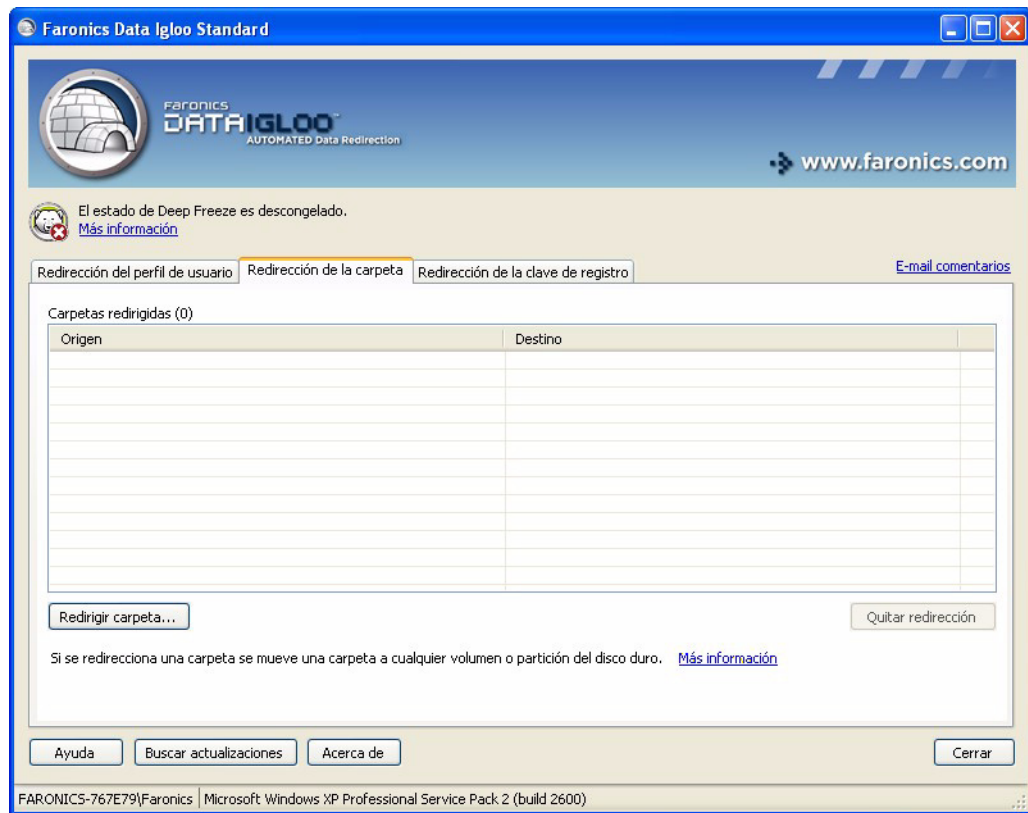 Faronics Data Igloo Standard
Faronics
DATAIGLOO™
AUTOMATED Data Redirection
www.faronics.com
El estado de Deep Freeze es descongelado.
Más información
Redirección del perfil de usuario
Redirección de la carpeta
Redirección de la clave de registro
E-mail comentarios
Carpetas redirigidas (0)
Origen
Destino
Redirigir carpeta...
Quitar redirección
Si se redirecciona una carpeta se mueve una carpeta a cualquier volumen o partición del disco duro. Más información
Ayuda
Buscar actualizaciones
Acerca de
Cerrar
FARONICS-767E79\Faronics
Microsoft Windows XP Professional Service Pack 2 (build 2600)